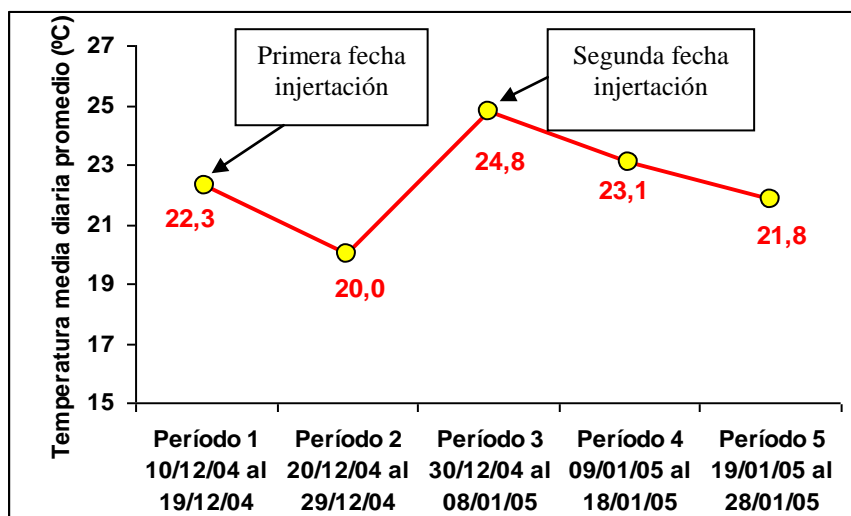 Temperatura media diaria promedio (ºC)
27
25
23
21
19
17
15
Primera fecha
injertación
Segunda fecha
injertación
22,3
20,0
24,8
23,1
21,8
Período 1
10/12/04 al
19/12/04
Período 2
20/12/04 al
29/12/04
Período 3
30/12/04 al
08/01/05
Período 4
09/01/05 al
18/01/05
Período 5
19/01/05 al
28/01/05